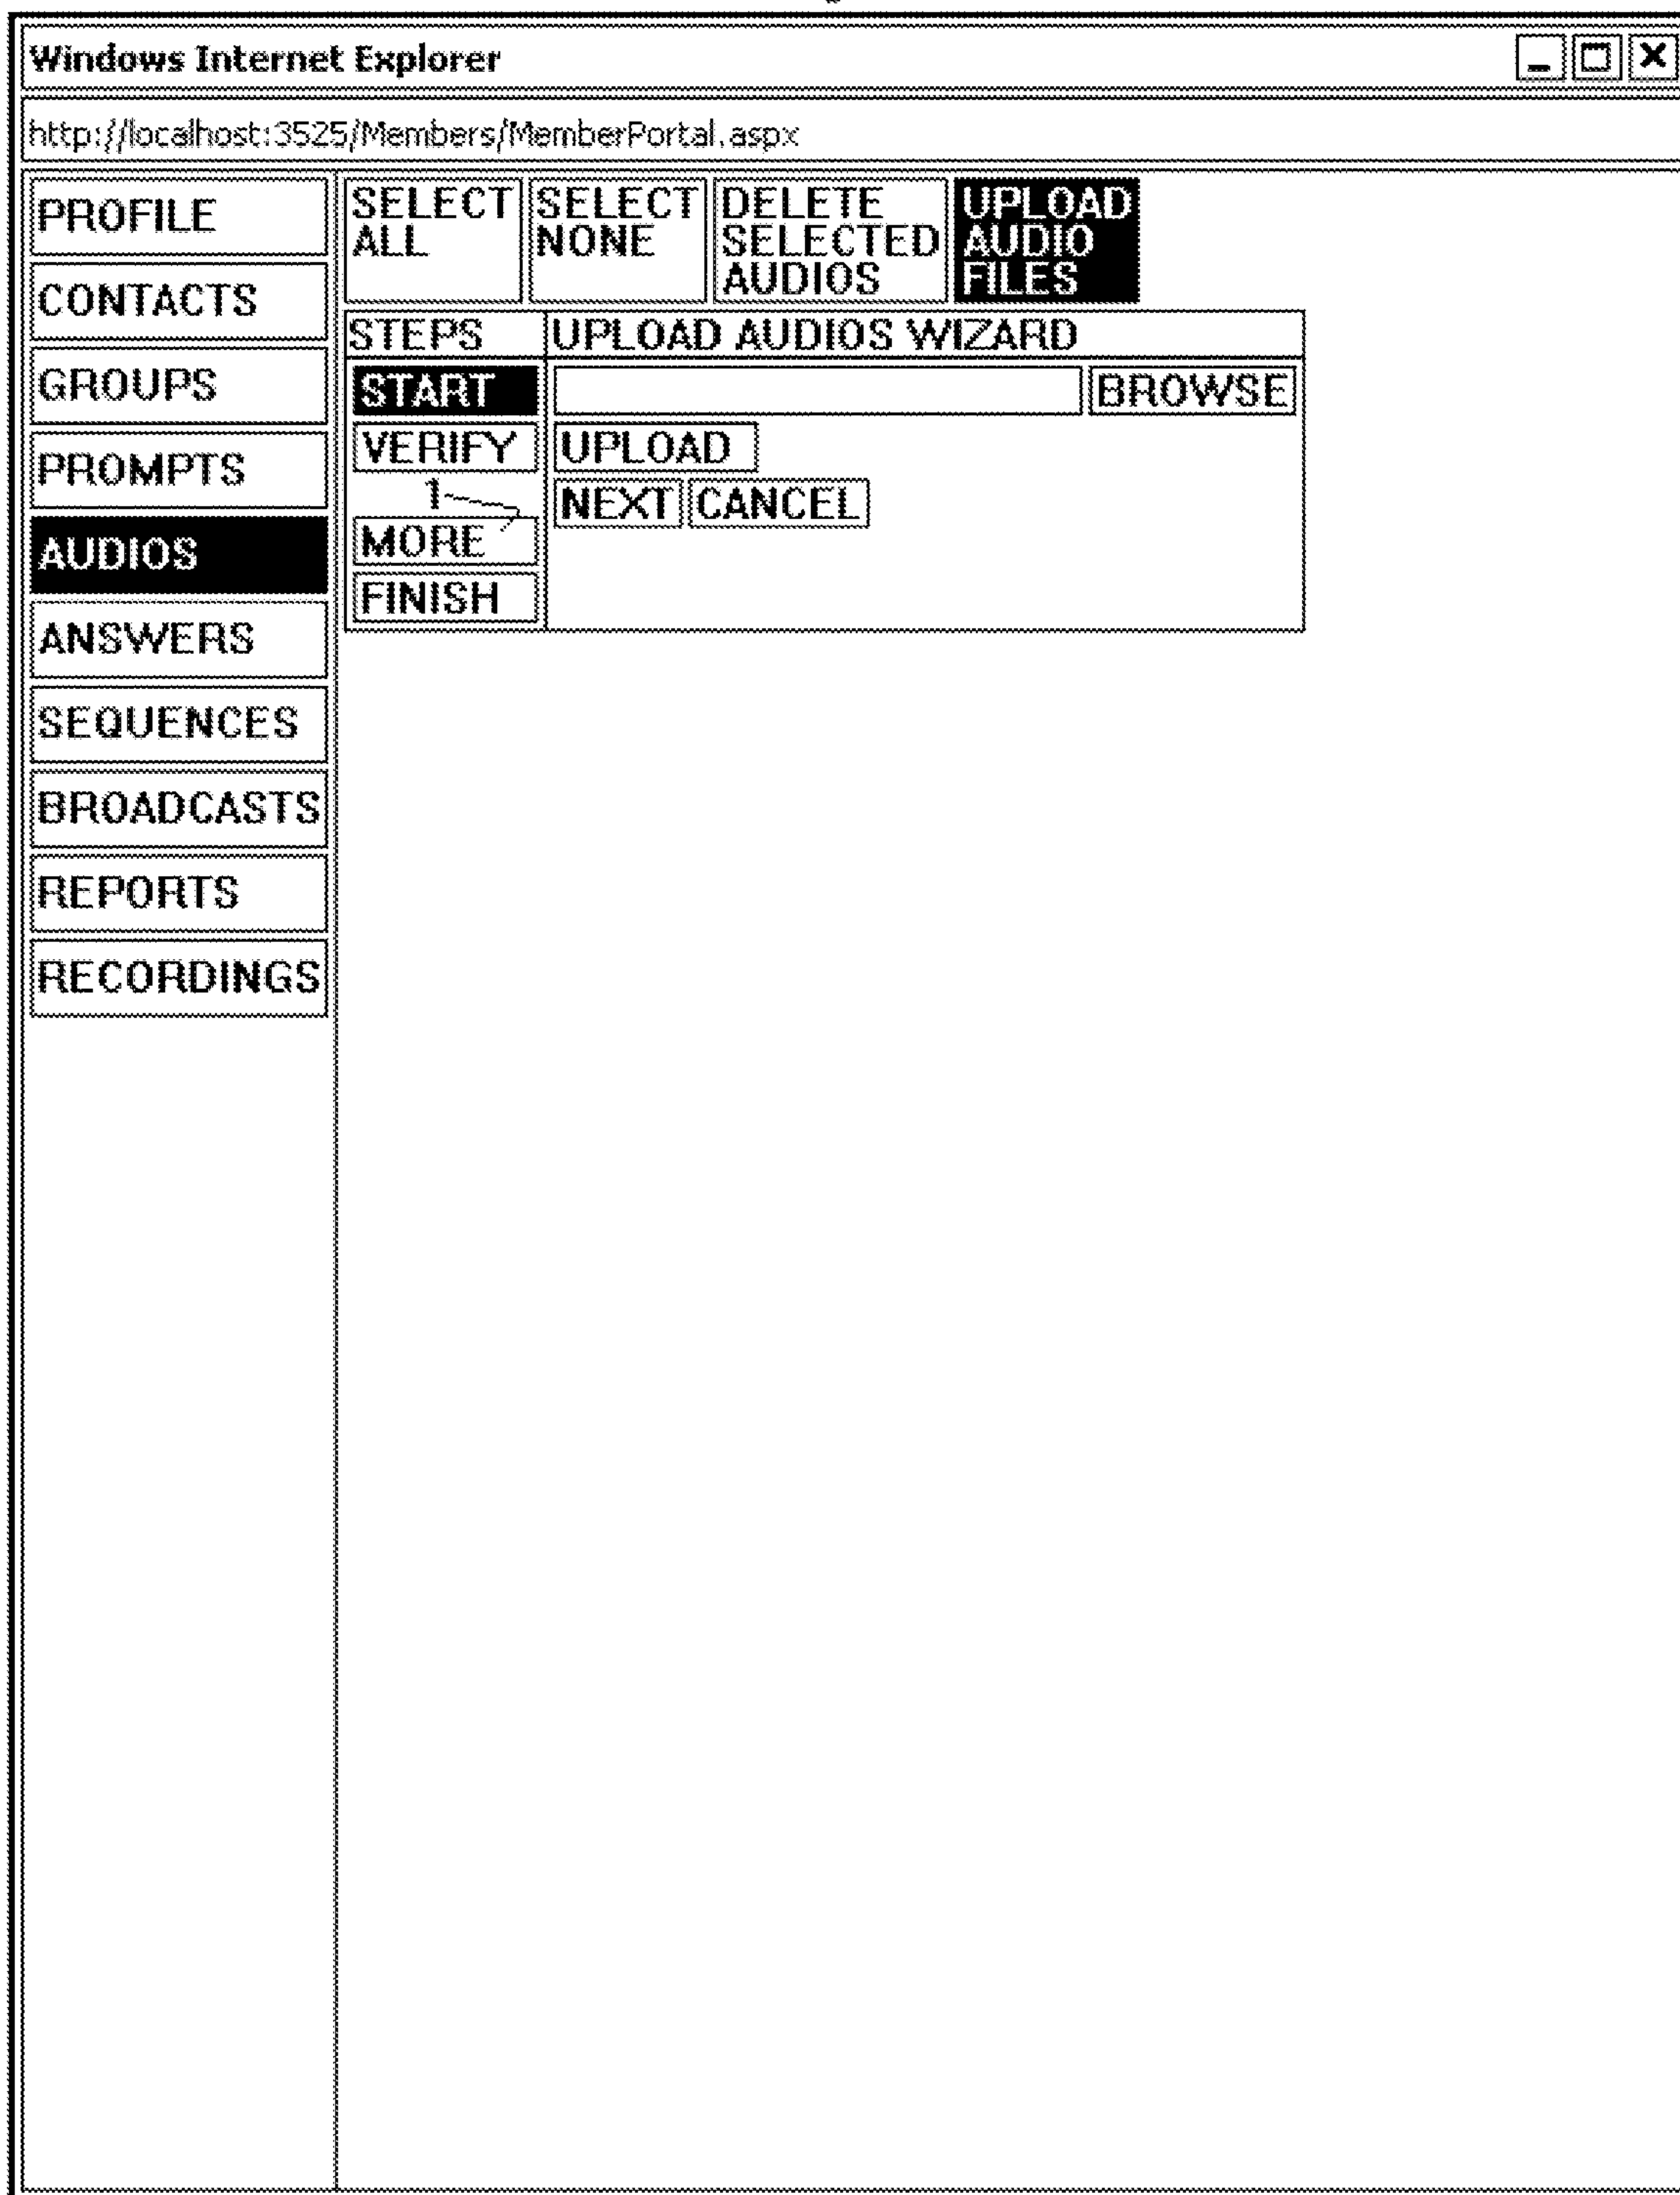 Windows Internet Explorer
http://localhost:3525/Members/MemberPortal.aspx
PROFILE
CONTACTS
GROUPS
PROMPTS
AUDIOS
ANSWERS
SEQUENCES
BROADCASTS
REPORTS
RECORDINGS
SELECT
ALL
SELECT
NONE
DELETE
SELECTED
AUDIOS
UPLOAD
AUDIO
FILES
STEPS
UPLOAD AUDIOS WIZARD
START
BROWSE
VERIFY
UPLOAD
1
NEXT
CANCEL
MORE
FINISH